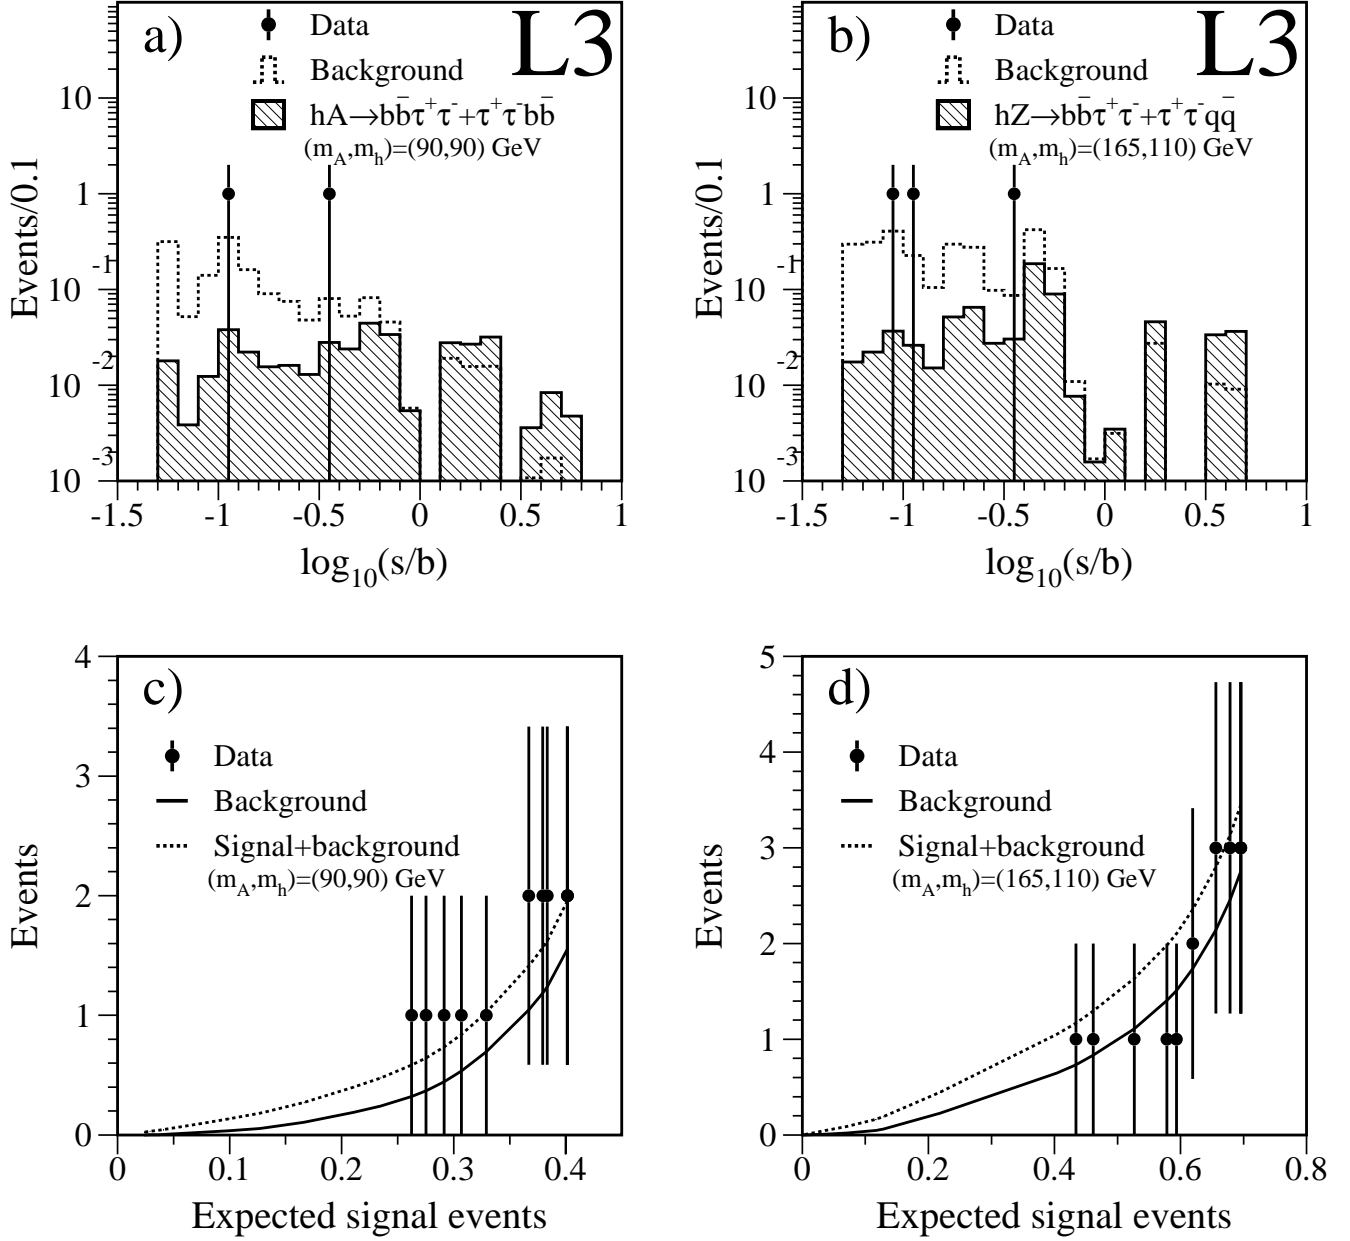 a)
L3
Data
Background
hA→bb̄τ⁺τ⁻+τ⁺τ⁻bb̄
(m_A,m_h)=(90,90) GeV
Events/0.1
10
1
10⁻¹
10⁻²
10⁻³
-1.5 -1 -0.5 0 0.5 1
log₁₀(s/b)
b)
L3
Data
Background
hZ→bb̄τ⁺τ⁻+τ⁺τ⁻qq̄
(m_A,m_h)=(165,110) GeV
Events/0.1
10
1
10⁻¹
10⁻²
10⁻³
-1.5 -1 -0.5 0 0.5 1
log₁₀(s/b)
c)
Data
Background
Signal+background
(m_A,m_h)=(90,90) GeV
Events
4
3
2
1
0
0 0.1 0.2 0.3 0.4
Expected signal events
d)
Data
Background
Signal+background
(m_A,m_h)=(165,110) GeV
Events
5
4
3
2
1
0
0 0.2 0.4 0.6 0.8
Expected signal events